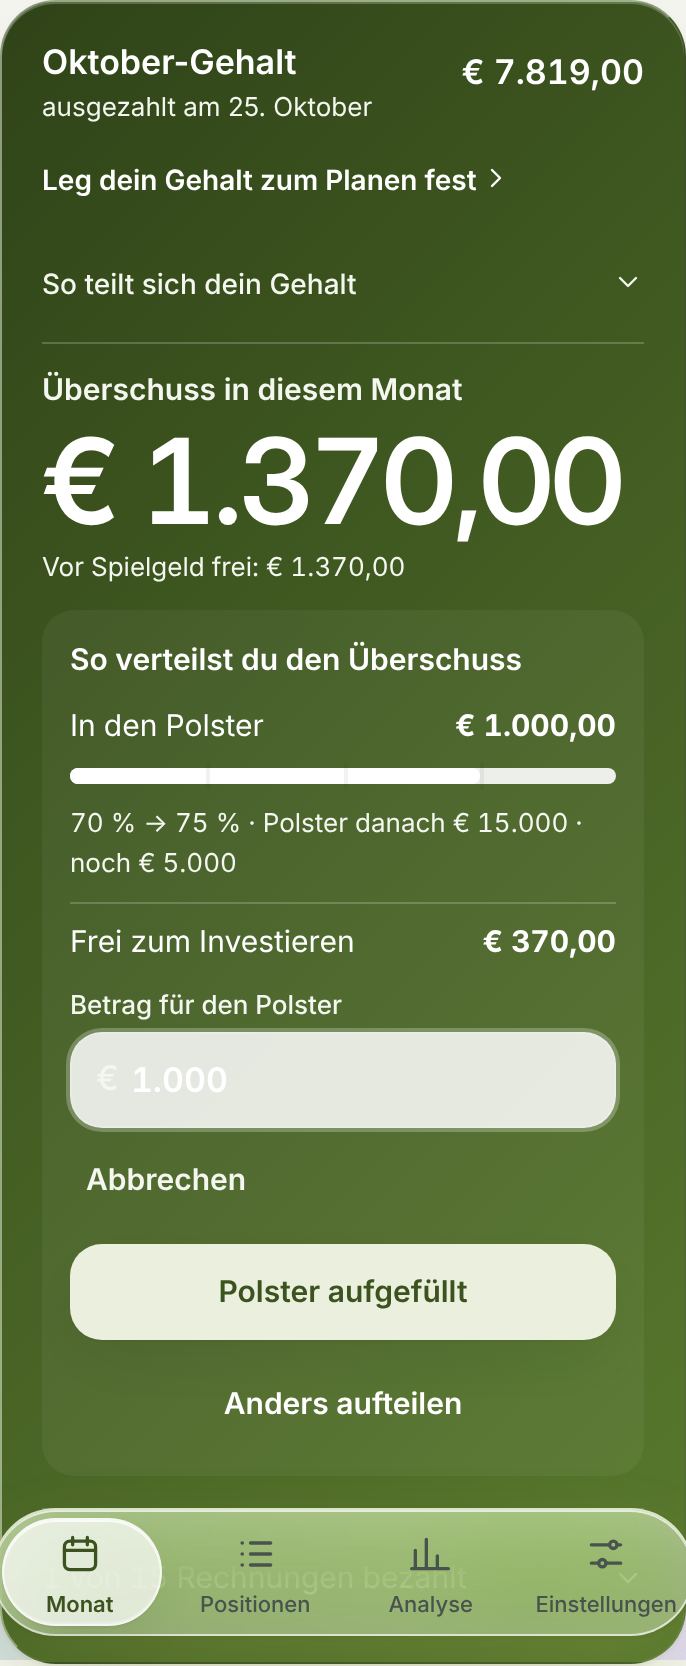 Oktober-Gehalt
€ 7.819,00
ausgezahlt am 25. Oktober
Leg dein Gehalt zum Planen fest
So teilt sich dein Gehalt
Überschuss in diesem Monat
€ 1.370,00
Vor Spielgeld frei: € 1.370,00
So verteilst du den Überschuss
In den Polster
€ 1.000,00
70 % → 75 % · Polster danach € 15.000 ·
noch € 5.000
Frei zum Investieren
€ 370,00
Betrag für den Polster
€ 1.000
Abbrechen
Polster aufgefüllt
Anders aufteilen
1 von 15 Rechnungen bezahlt
Monat
Positionen
Analyse
Einstellungen